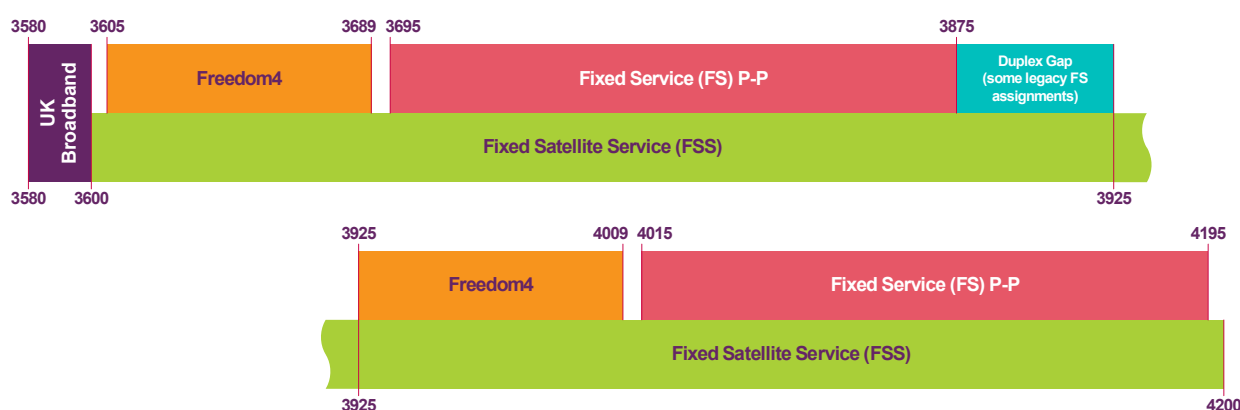 3580 3605 3689 3695 3875
UK
Broadband
Freedom4
Fixed Service (FS) P-P
Duplex Gap
(some legacy FS
assignments)
Fixed Satellite Service (FSS)
3580 3600 3925
3925 4009 4015 4195
Freedom4
Fixed Service (FS) P-P
Fixed Satellite Service (FSS)
3925 4200